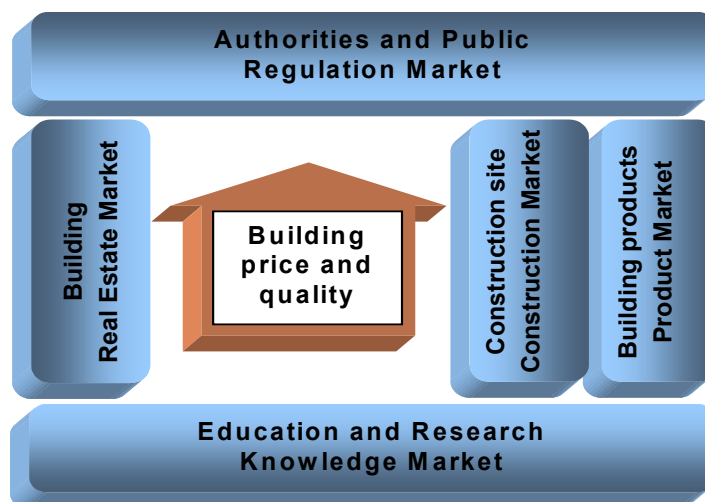 Authorities and Public
Regulation Market
Building
Real Estate Market
Building
price and
quality
Construction site
Construction Market
Building products
Product Market
Education and Research
Knowledge Market